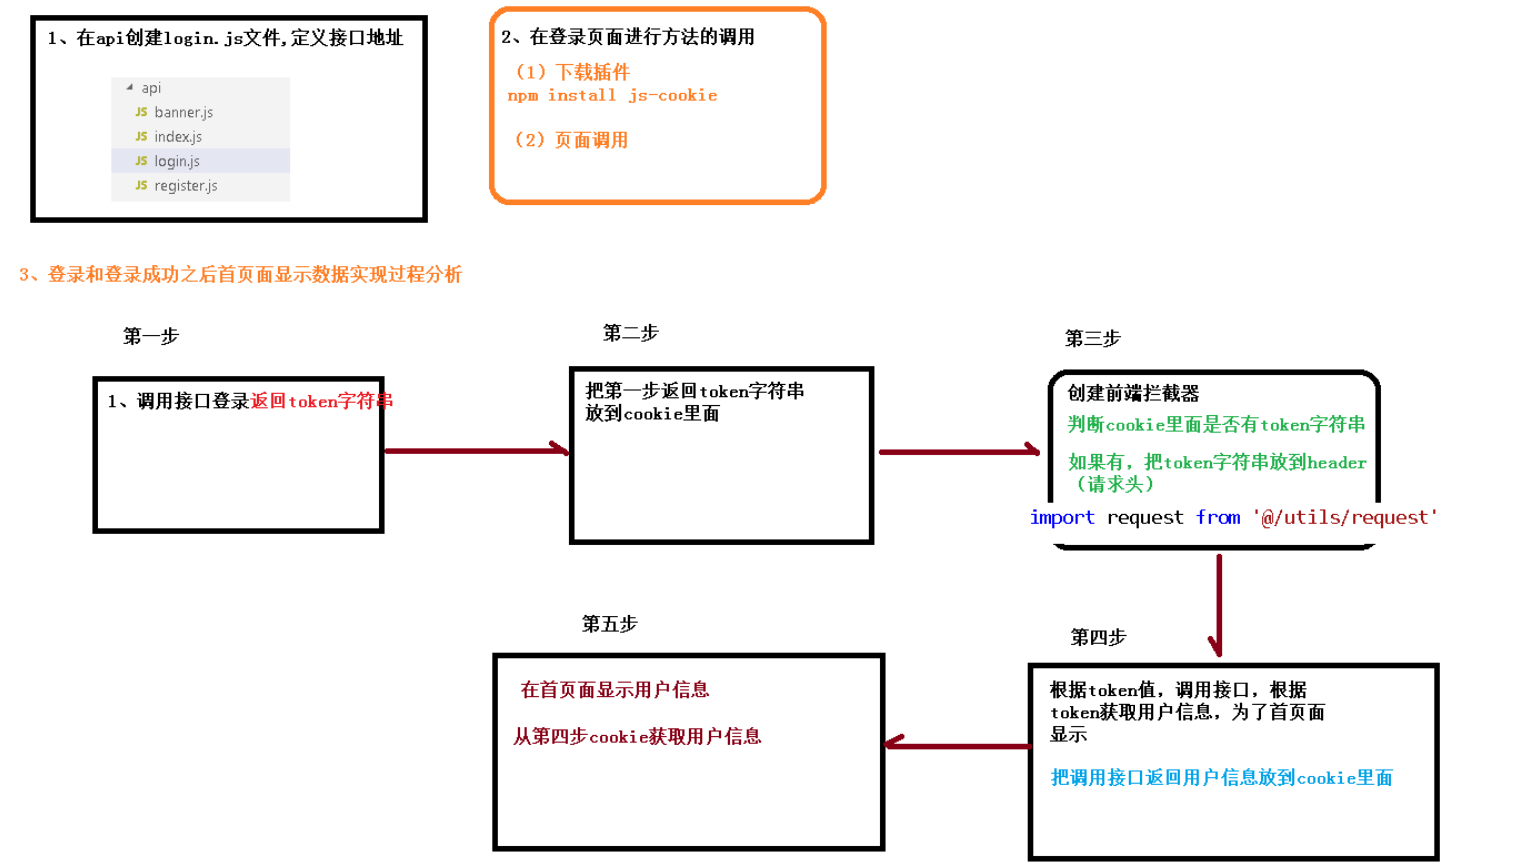 1、在api创建login.js文件,定义接口地址
api
JS banner.js
JS index.js
JS login.js
JS register.js
2、在登录页面进行方法的调用
（1）下载插件
npm install js-cookie
（2）页面调用
3、登录和登录成功之后首页面显示数据实现过程分析
第一步
1、调用接口登录返回token字符串
第二步
把第一步返回token字符串
放到cookie里面
第三步
创建前端拦截器
判断cookie里面是否有token字符串
如果有，把token字符串放到header
（请求头）
import request from '@/utils/request'
第四步
根据token值，调用接口，根据
token获取用户信息，为了首页面
显示
把调用接口返回用户信息放到cookie里面
第五步
在首页面显示用户信息
从第四步cookie获取用户信息